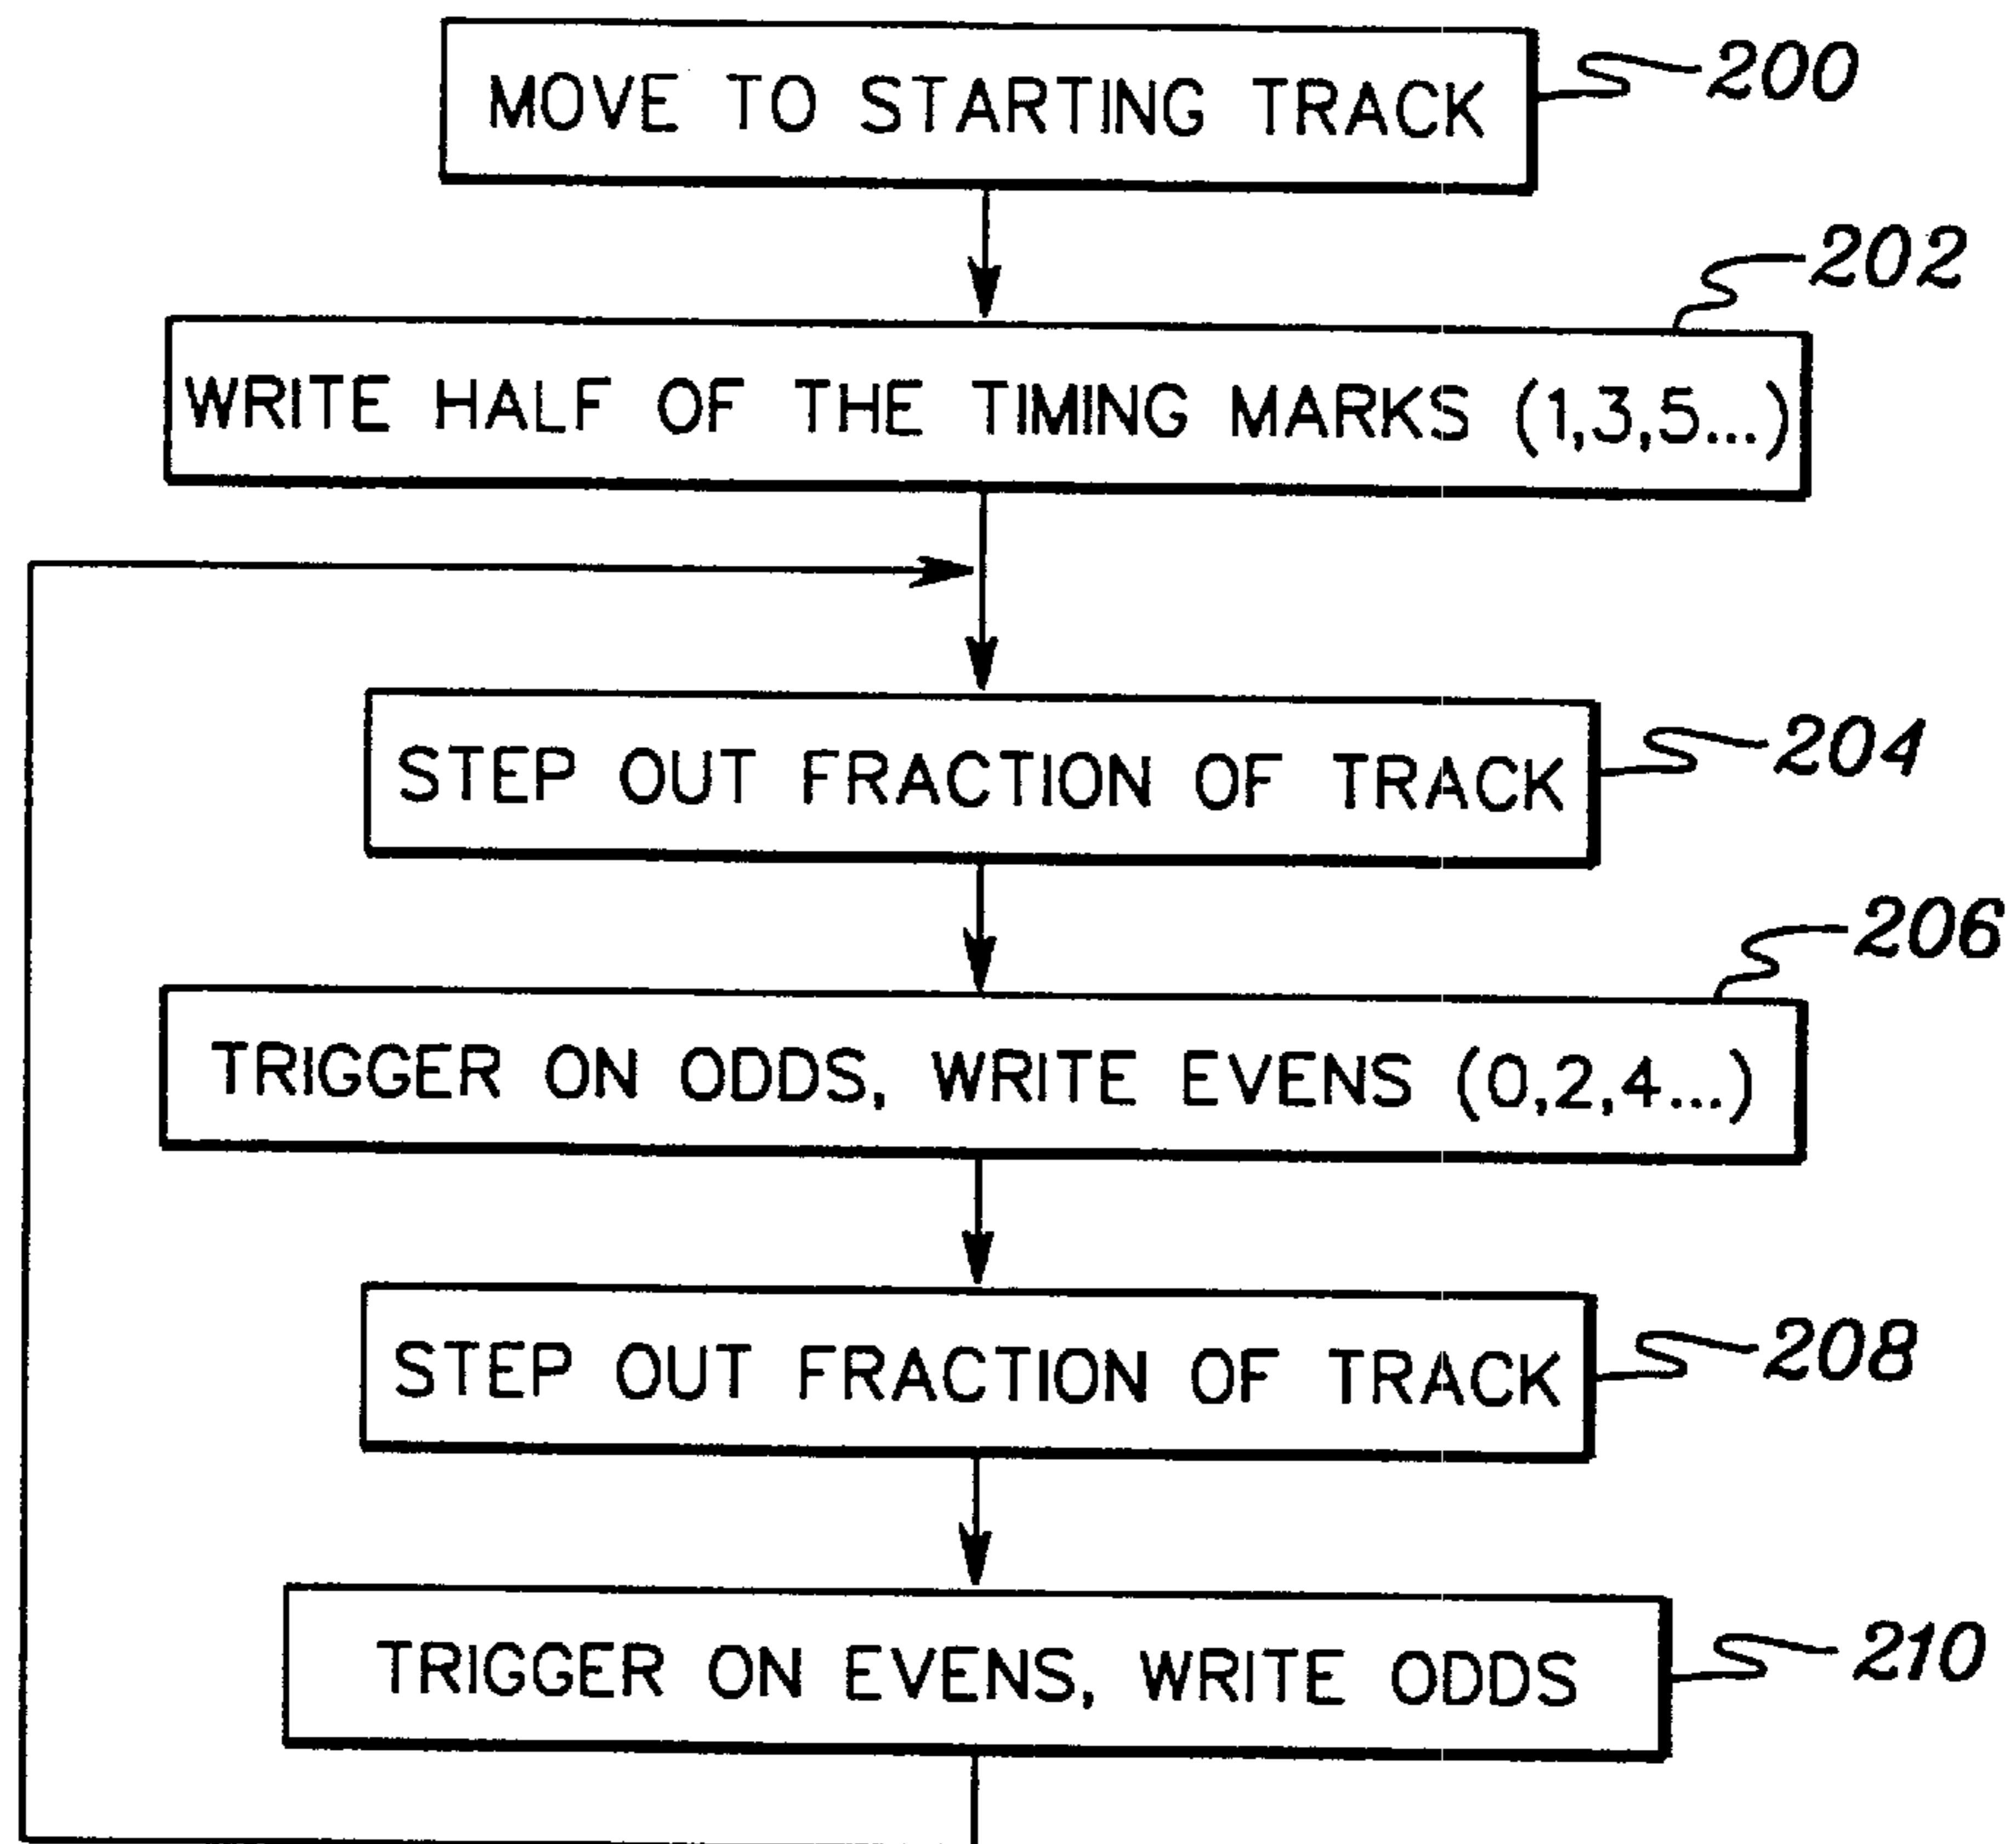 MOVE TO STARTING TRACK
200
202
WRITE HALF OF THE TIMING MARKS (1,3,5...)
STEP OUT FRACTION OF TRACK
204
206
TRIGGER ON ODDS, WRITE EVENS (0,2,4...)
STEP OUT FRACTION OF TRACK
208
TRIGGER ON EVENS, WRITE ODDS
210